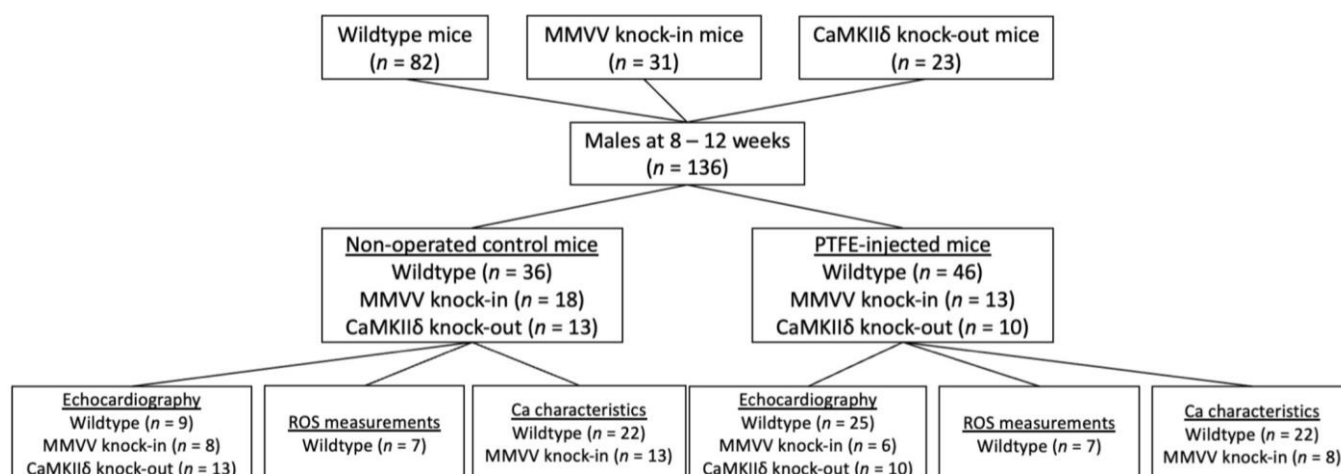 Wildtype mice
(n = 82)
MMVV knock-in mice
(n = 31)
CaMKIIδ knock-out mice
(n = 23)
Males at 8 – 12 weeks
(n = 136)
Non-operated control mice
Wildtype (n = 36)
MMVV knock-in (n = 18)
CaMKIIδ knock-out (n = 13)
PTFE-injected mice
Wildtype (n = 46)
MMVV knock-in (n = 13)
CaMKIIδ knock-out (n = 10)
Echocardiography
Wildtype (n = 9)
MMVV knock-in (n = 8)
CaMKIIδ knock-out (n = 13)
ROS measurements
Wildtype (n = 7)
Ca characteristics
Wildtype (n = 22)
MMVV knock-in (n = 13)
Echocardiography
Wildtype (n = 25)
MMVV knock-in (n = 6)
CaMKIIδ knock-out (n = 10)
ROS measurements
Wildtype (n = 7)
Ca characteristics
Wildtype (n = 22)
MMVV knock-in (n = 8)